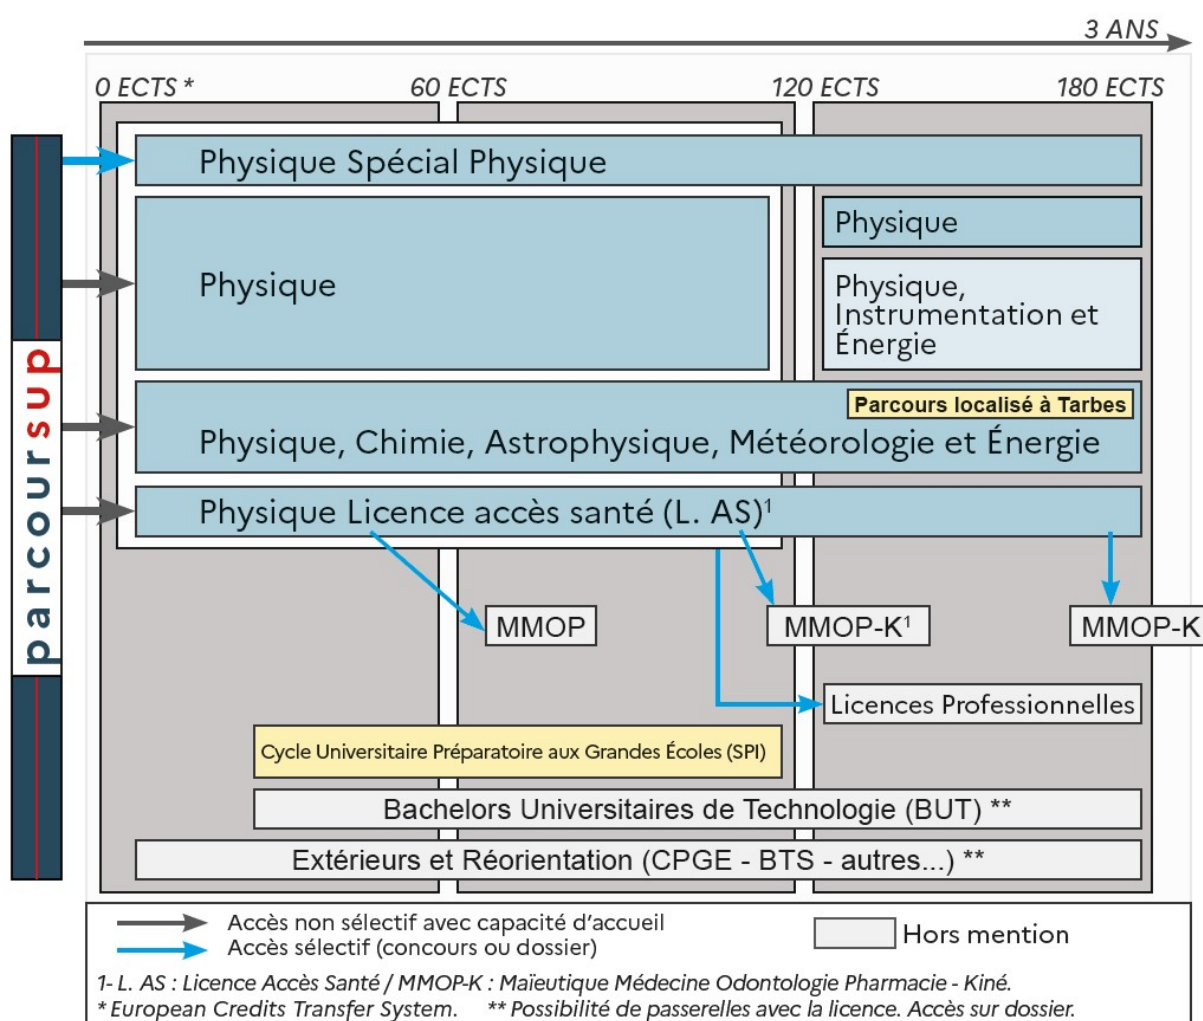 3 ANS
0 ECTS *
60 ECTS
120 ECTS
180 ECTS
parcoursup
Physique Spécial Physique
Physique
Physique
Physique,
Instrumentation et
Énergie
Parcours localisé à Tarbes
Physique, Chimie, Astrophysique, Météorologie et Énergie
Physique Licence accès santé (L. AS)¹
MMOP
MMOP-K¹
MMOP-K
Licences Professionnelles
Cycle Universitaire Préparatoire aux Grandes Écoles (SPI)
Bachelors Universitaires de Technologie (BUT) **
Extérieurs et Réorientation (CPGE - BTS - autres...) **
Accès non sélectif avec capacité d'accueil
Accès sélectif (concours ou dossier)
Hors mention
1- L. AS : Licence Accès Santé / MMOP-K : Maïeutique Médecine Odontologie Pharmacie - Kiné.
* European Credits Transfer System. ** Possibilité de passerelles avec la licence. Accès sur dossier.